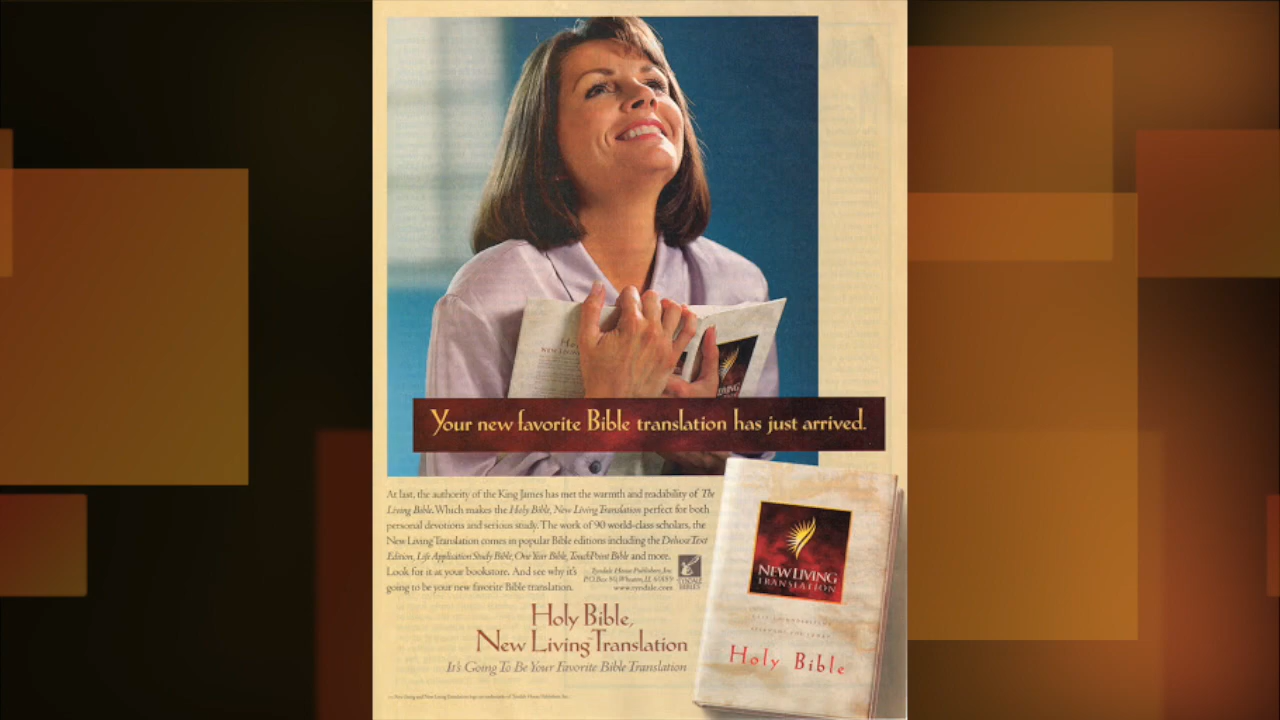 Your new favorite Bible translation has just arrived.
At last, the authority of the King James has met the warmth and readability of The
Living Bible. Which makes the Holy Bible, New Living Translation perfect for both
personal devotions and serious study. The work of 90 world-class scholars, the
New Living Translation comes in popular Bible editions including the Deluxe Text
Edition, Life Application Study Bible, One Year Bible, TouchPoint Bible and more.
Look for it at your bookstore. And see why it's
going to be your new favorite Bible translation.
Tyndale House Publishers, Inc.
www.tyndale.com
Holy Bible,
New Living Translation
It's Going To Be Your Favorite Bible Translation
NEW LIVING
TRANSLATION
Holy Bible